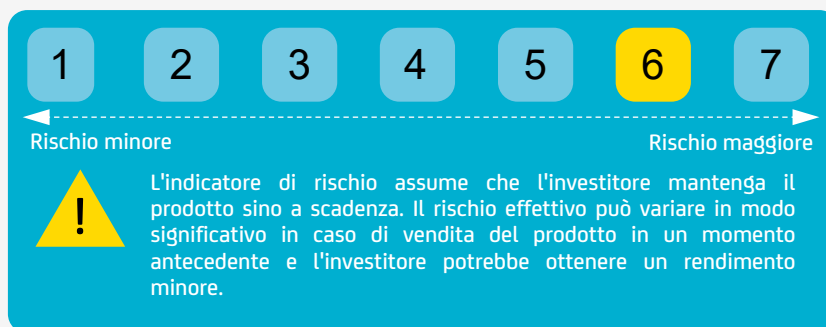 1 2 3 4 5 6 7
Rischio minore Rischio maggiore
!
L'indicatore di rischio assume che l'investitore mantenga il
prodotto sino a scadenza. Il rischio effettivo può variare in modo
significativo in caso di vendita del prodotto in un momento
antecedente e l'investitore potrebbe ottenere un rendimento
minore.